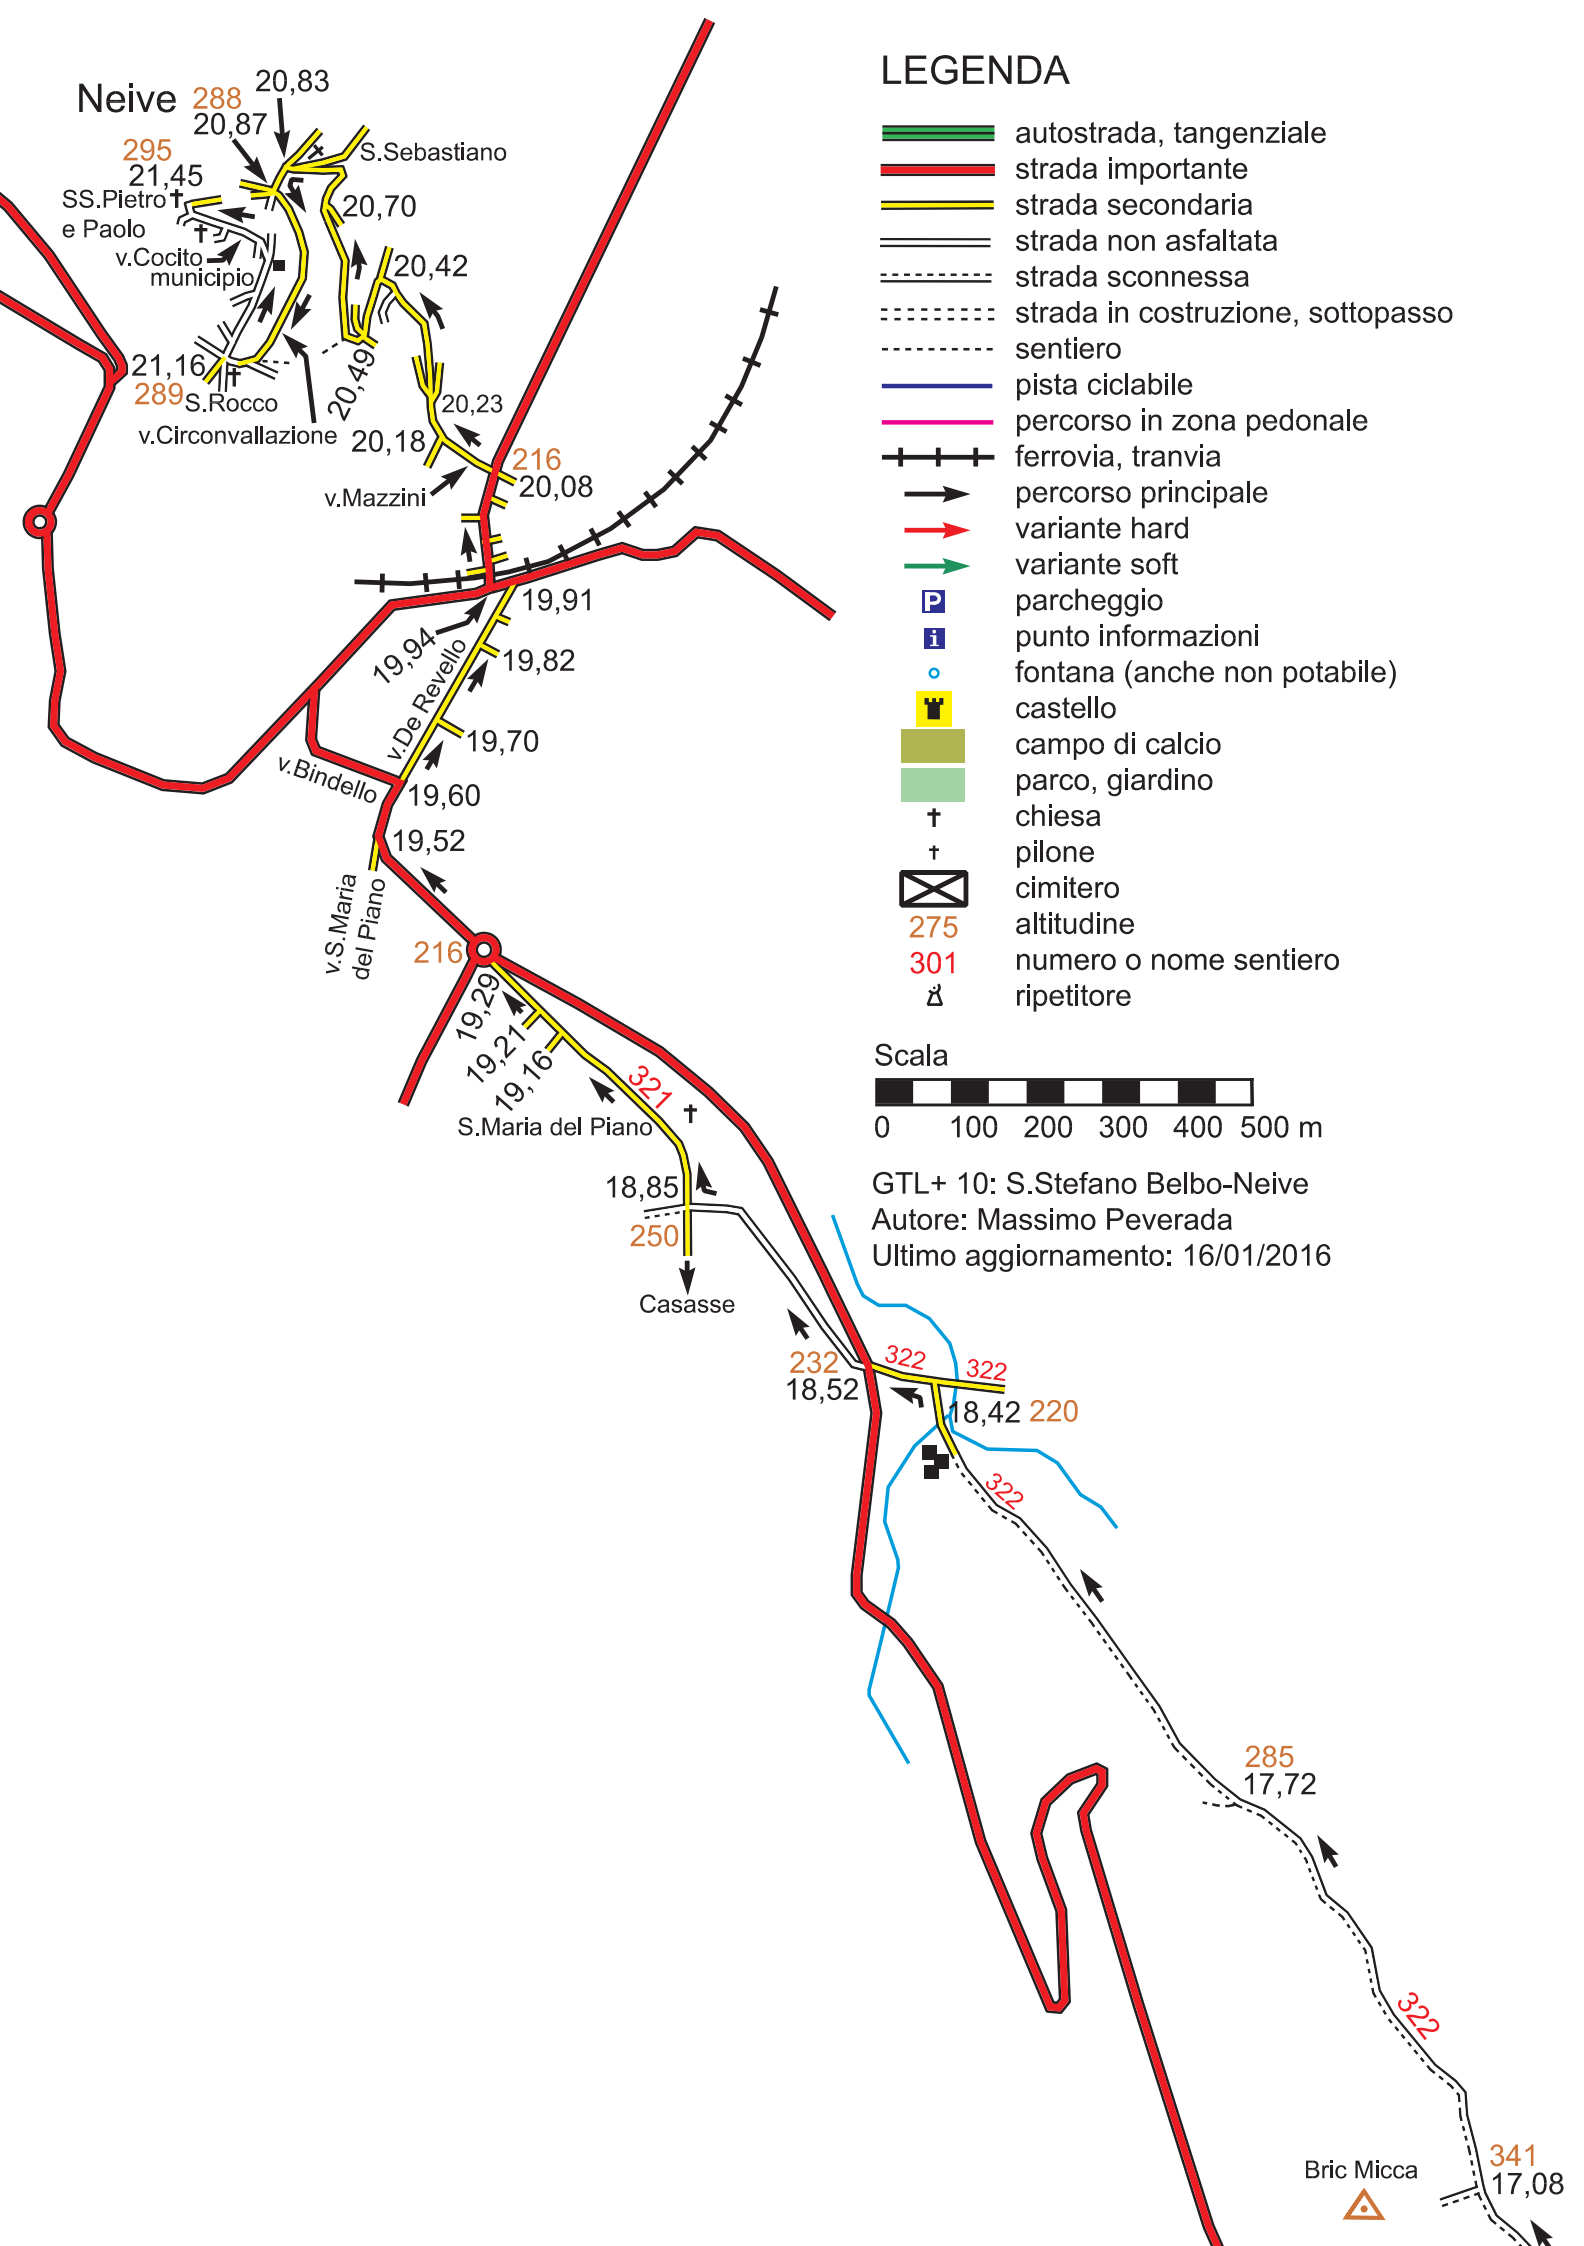 Neive
288
20,83
20,87
295
21,45
SS.Pietro
e Paolo
v.Cocito
municipio
S.Sebastiano
20,70
20,42
21,16
289
S.Rocco
v.Circonvallazione
20,49
20,23
20,18
v.Mazzini
216
20,08
19,91
19,94
19,82
v.De Revello
19,70
v.Bindello
19,60
19,52
v.S.Maria
del Piano
216
19,29
19,21
19,16
321
S.Maria del Piano
18,85
250
Casasse
232
18,52
322
322
18,42 220
322
285
17,72
322
Bric Micca
341
17,08
LEGENDA
autostrada, tangenziale
strada importante
strada secondaria
strada non asfaltata
strada sconnessa
strada in costruzione, sottopasso
sentiero
pista ciclabile
percorso in zona pedonale
ferrovia, tranvia
percorso principale
variante hard
variante soft
P parcheggio
i punto informazioni
fontana (anche non potabile)
castello
campo di calcio
parco, giardino
chiesa
pilone
cimitero
275 altitudine
301 numero o nome sentiero
ripetitore
Scala
0 100 200 300 400 500 m
GTL+ 10: S.Stefano Belbo-Neive
Autore: Massimo Peverada
Ultimo aggiornamento: 16/01/2016